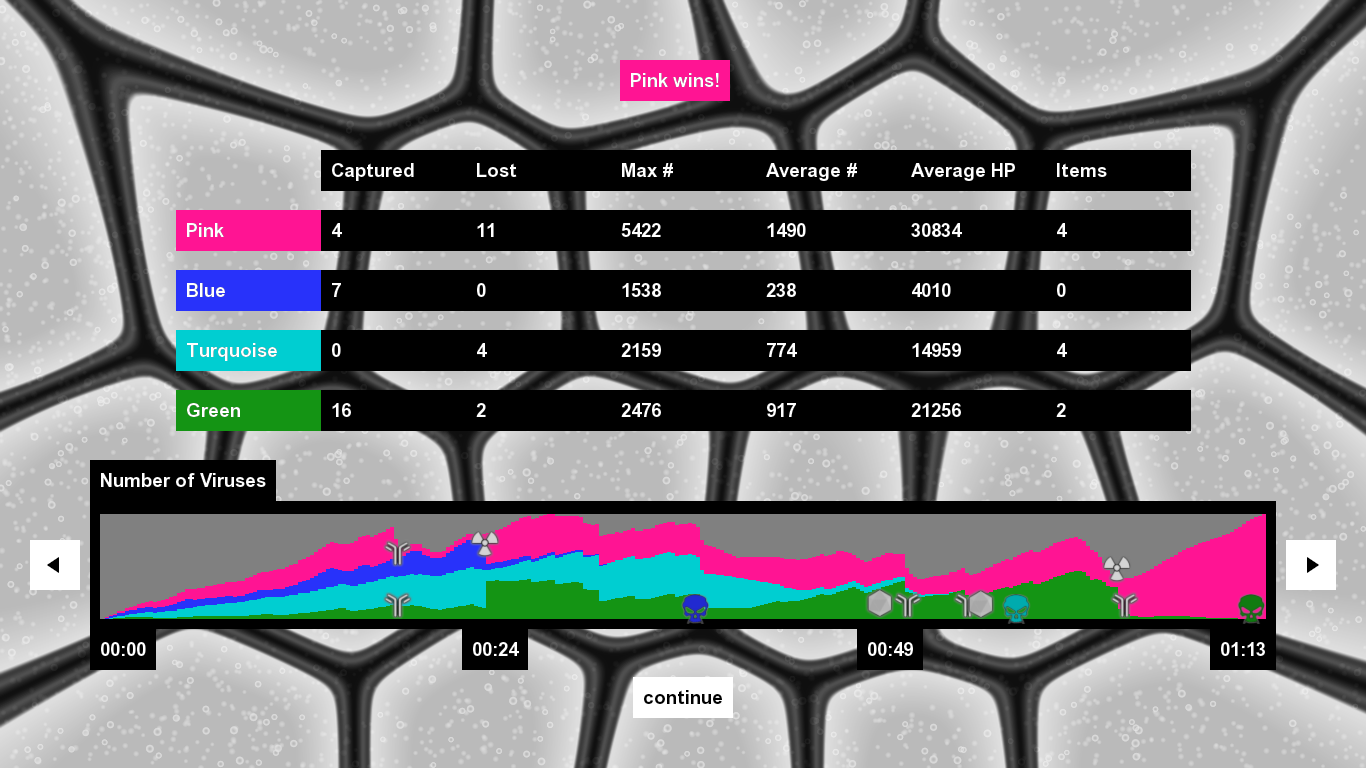 Pink wins!
Captured Lost Max # Average # Average HP Items
Pink 4 11 5422 1490 30834 4
Blue 7 0 1538 238 4010 0
Turquoise 0 4 2159 774 14959 4
Green 16 2 2476 917 21256 2
Number of Viruses
00:00 00:24 00:49 01:13
continue